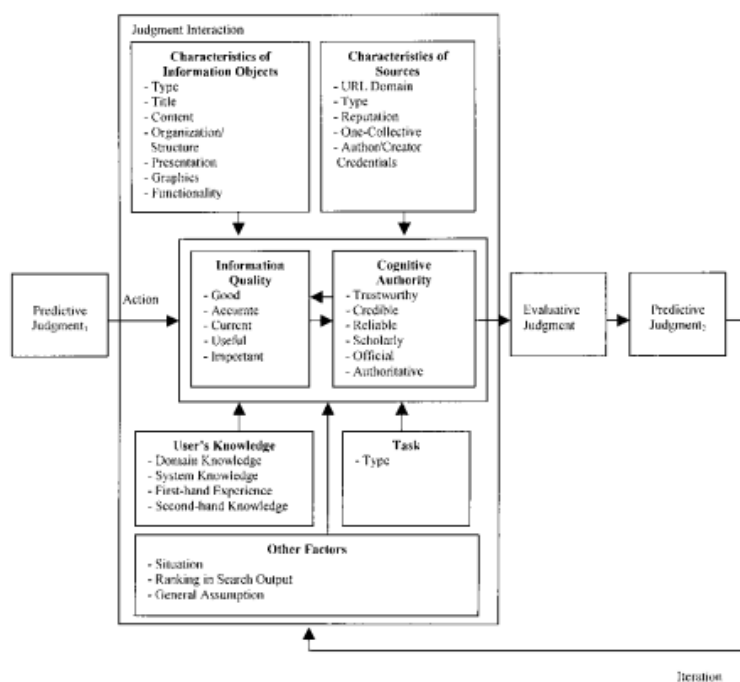 Judgment Interaction
Characteristics of
Information Objects
- Type
- Title
- Content
- Organization/
Structure
- Presentation
- Graphics
- Functionality
Characteristics of
Sources
- URL Domain
- Type
- Reputation
- One-Collective
- Author/Creator
Credentials
Predictive
Judgment₁
Action
Information
Quality
- Good
- Accurate
- Current
- Useful
- Important
Cognitive
Authority
- Trustworthy
- Credible
- Reliable
- Scholarly
- Official
- Authoritative
Evaluative
Judgment
Predictive
Judgment₂
User's Knowledge
- Domain Knowledge
- System Knowledge
- First-hand Experience
- Second-hand Knowledge
Task
- Type
Other Factors
- Situation
- Ranking in Search Output
- General Assumption
Iteration